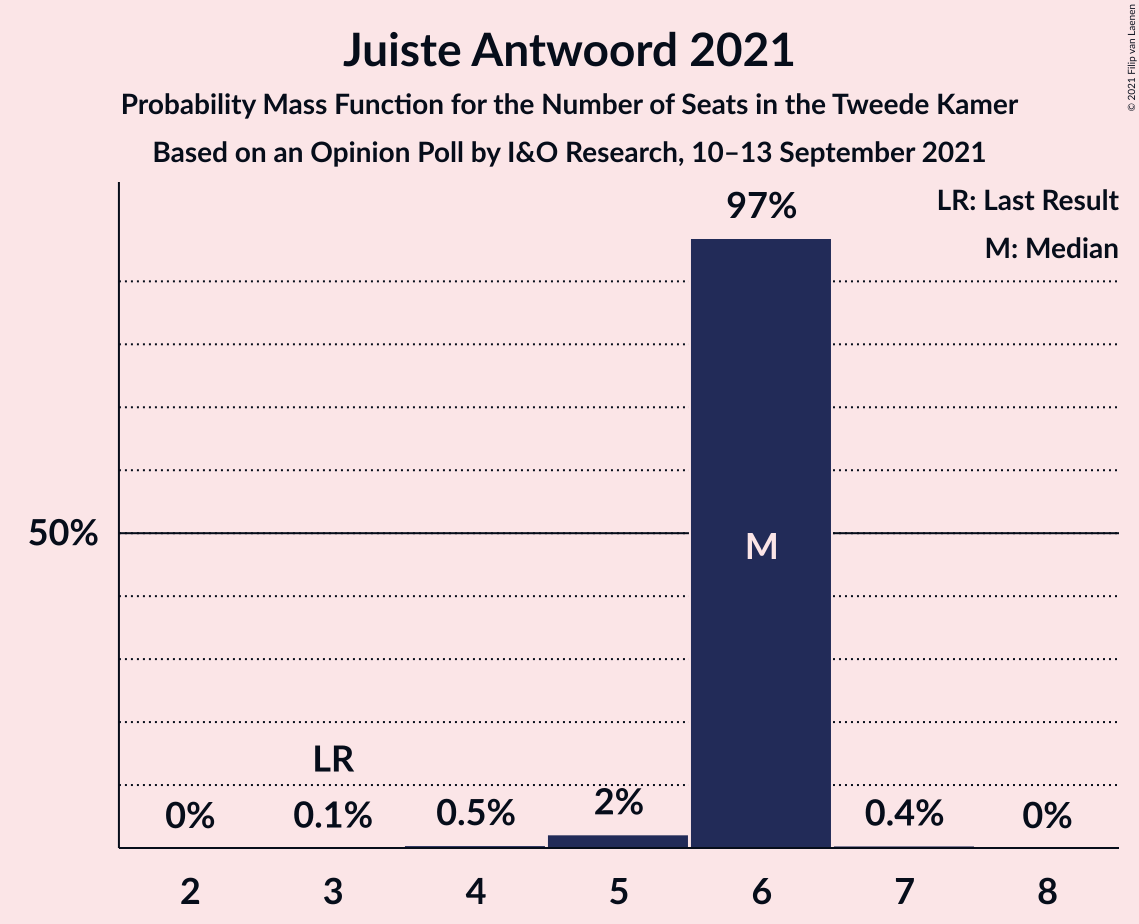 Juiste Antwoord 2021
Probability Mass Function for the Number of Seats in the Tweede Kamer
Based on an Opinion Poll by I&O Research, 10–13 September 2021
© 2021 Filip van Laenen
LR: Last Result
M: Median
97%
50%
M
LR
0%
0.1%
0.5%
2%
0.4%
0%
2
3
4
5
6
7
8